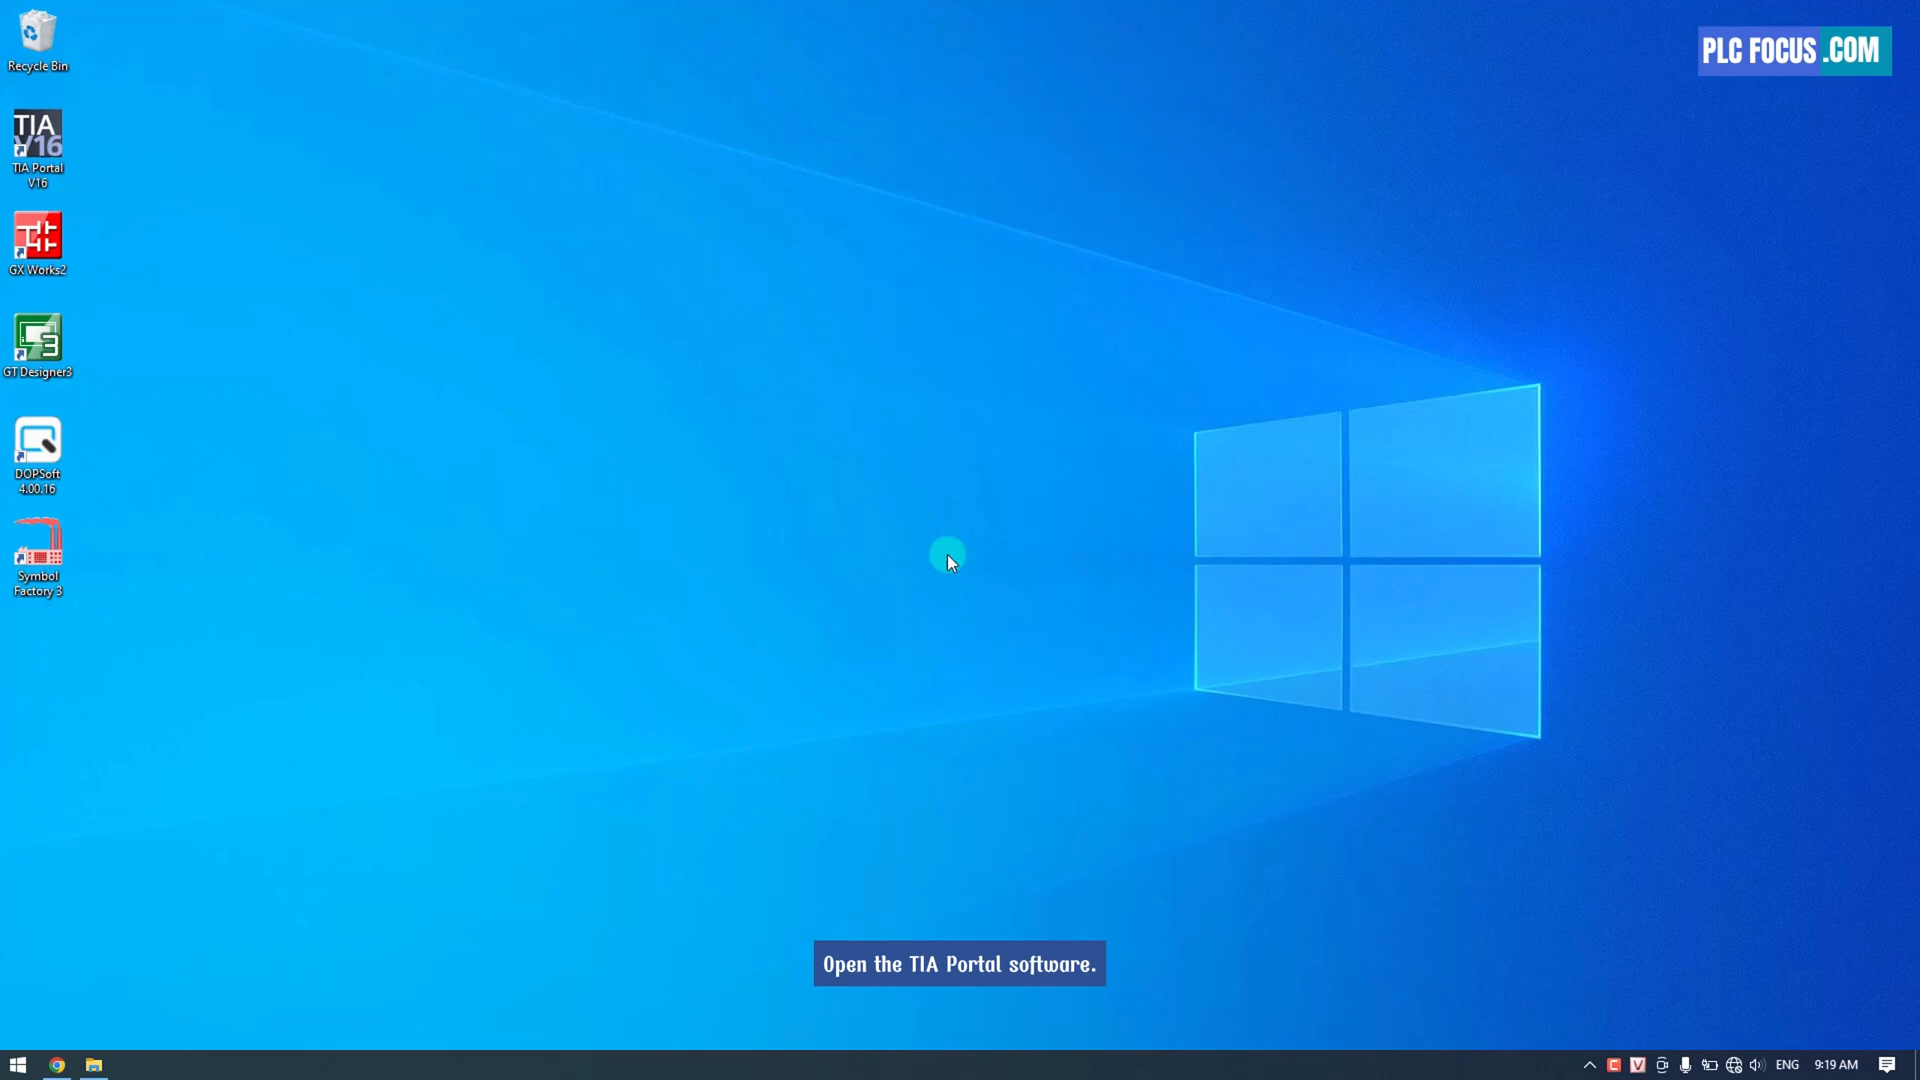 Recycle Bin
PLC FOCUS .COM
TIA
V16
TIA Portal
V16
GX Works2
3
GT Designer3
DOPSoft
4.00.16
Symbol
Factory 3
Open the TIA Portal software.
C
V
ENG
9:19 AM